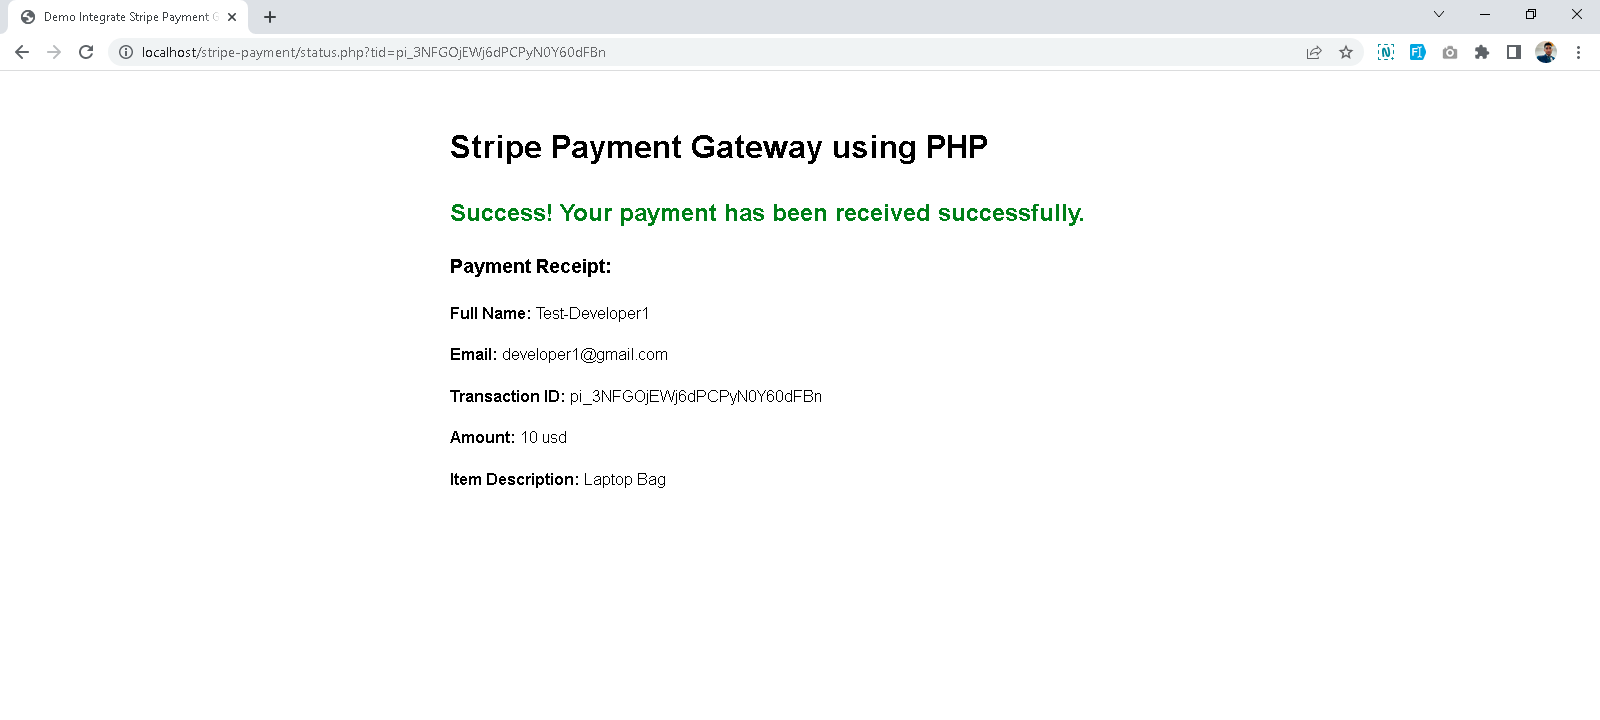 Demo Integrate Stripe Payment G
localhost/stripe-payment/status.php?tid=pi_3NFGOjEWj6dPCPyN0Y60dFBn
Stripe Payment Gateway using PHP
Success! Your payment has been received successfully.
Payment Receipt:
Full Name: Test-Developer1
Email: developer1@gmail.com
Transaction ID: pi_3NFGOjEWj6dPCPyN0Y60dFBn
Amount: 10 usd
Item Description: Laptop Bag